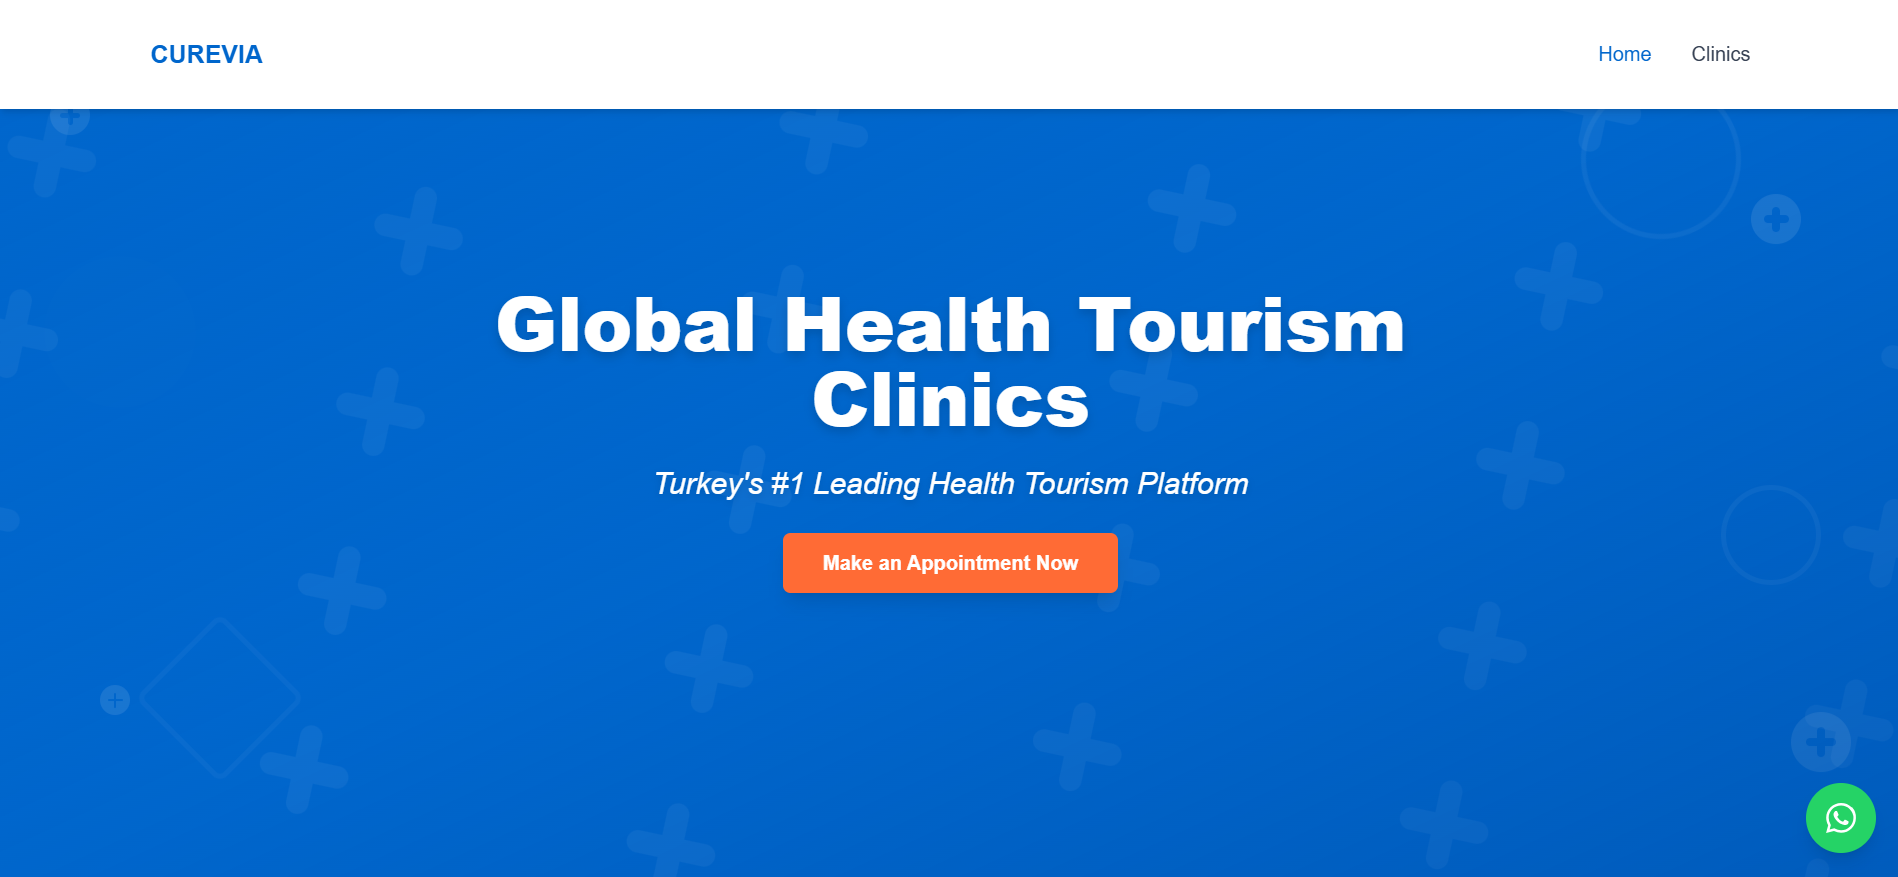 CUREVIA
Home
Clinics
Global Health Tourism
Clinics
Turkey's #1 Leading Health Tourism Platform
Make an Appointment Now